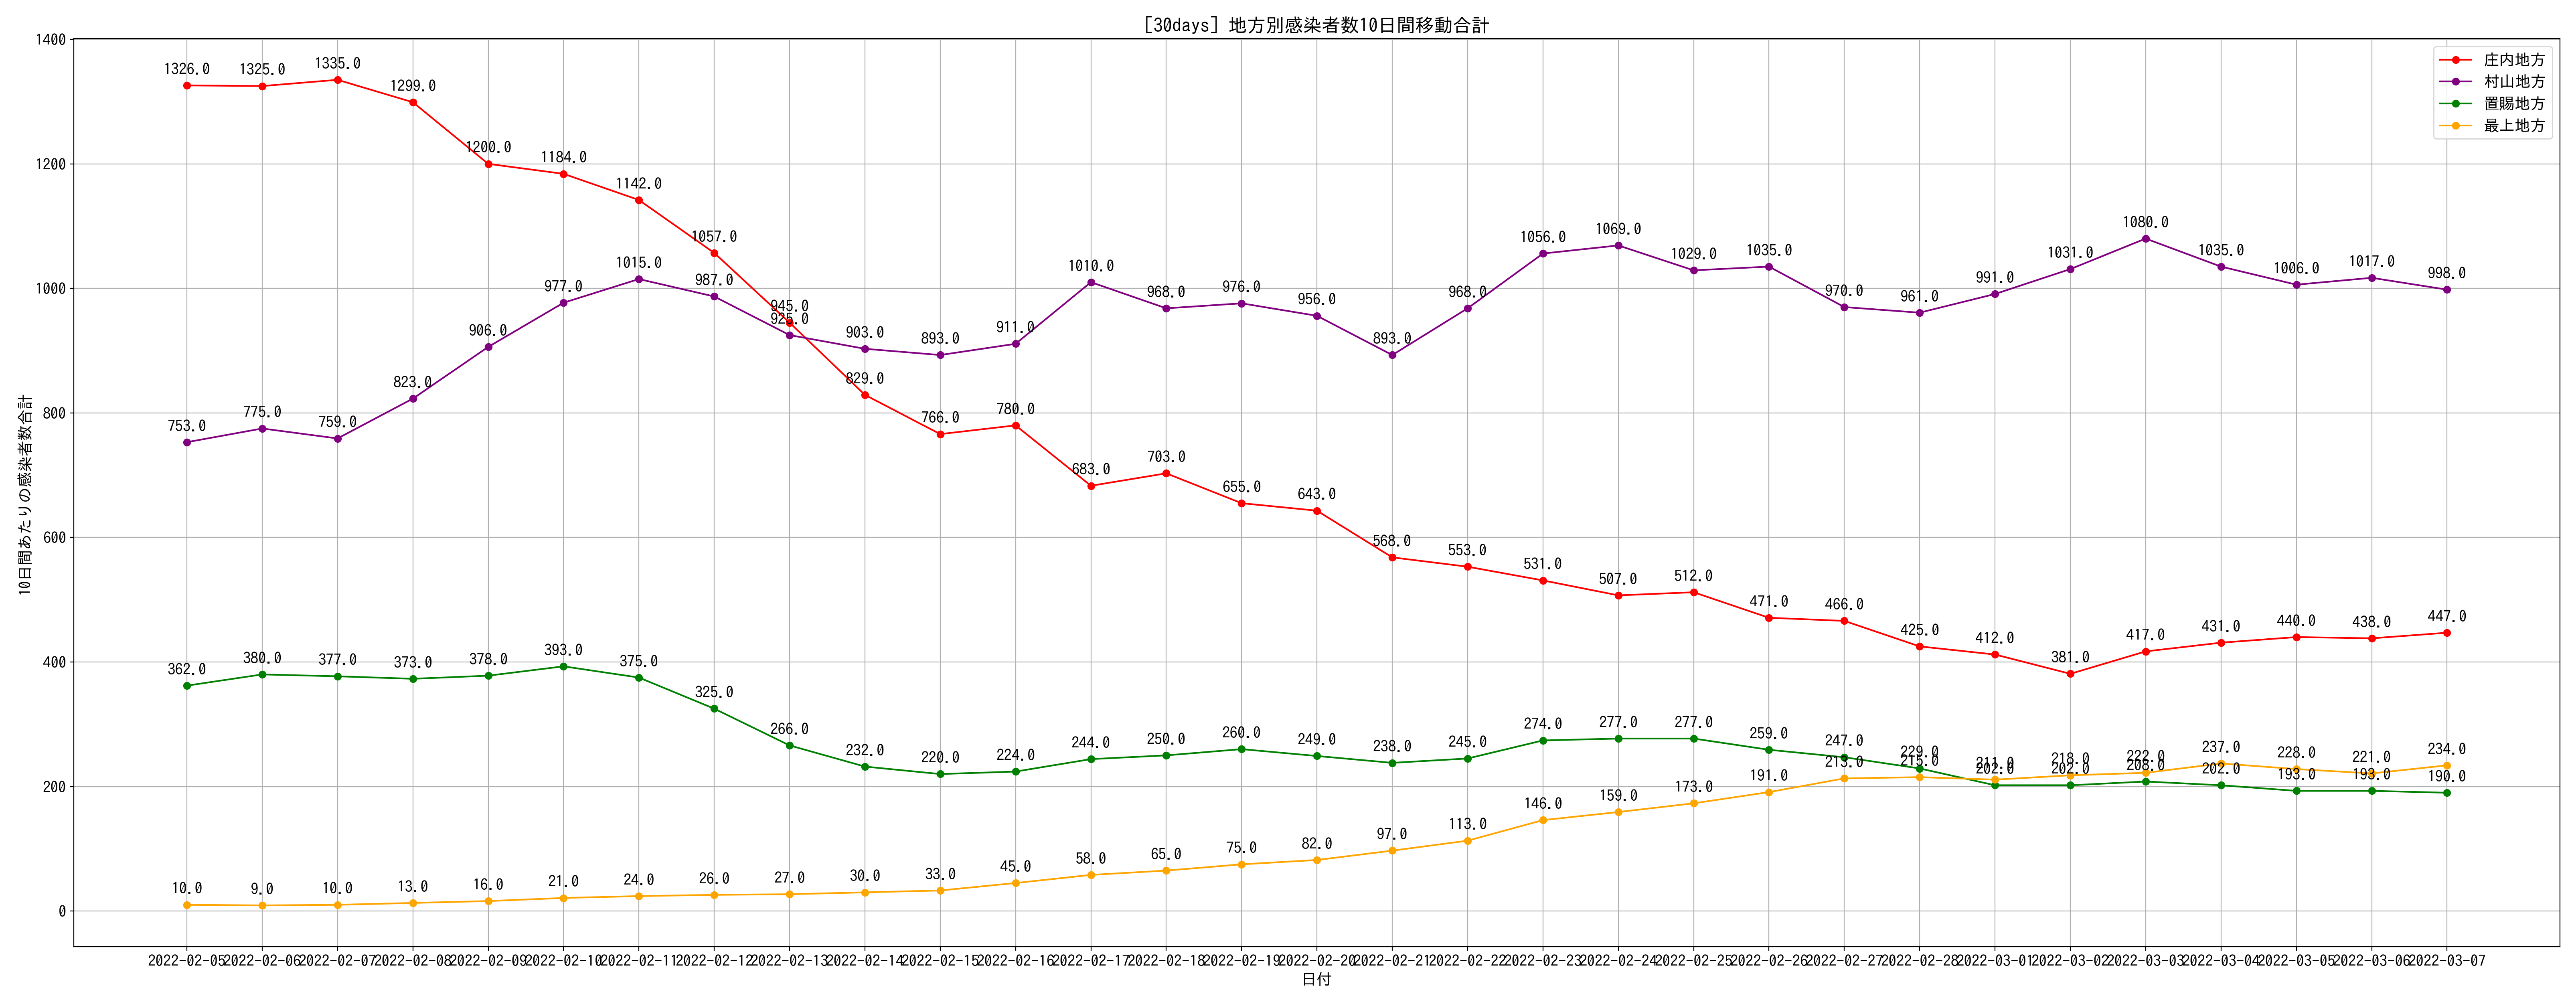 [30days] 地方別感染者数10日間移動合計
庄内地方
村山地方
置賜地方
最上地方
10日間あたりの感染者数合計
1400
1200
1000
800
600
400
200
0
1326.0 1325.0 1335.0 1299.0 1200.0 1184.0 1142.0 1057.0 945.0 829.0 766.0 780.0 683.0 703.0 655.0 643.0 568.0 553.0 531.0 507.0 512.0 471.0 466.0 425.0 412.0 381.0 417.0 431.0 440.0 438.0 447.0
753.0 775.0 759.0 823.0 906.0 977.0 1015.0 987.0 925.0 903.0 893.0 911.0 1010.0 968.0 976.0 956.0 893.0 968.0 1056.0 1069.0 1029.0 1035.0 970.0 961.0 991.0 1031.0 1080.0 1035.0 1006.0 1017.0 998.0
362.0 380.0 377.0 373.0 378.0 393.0 375.0 325.0 266.0 232.0 220.0 224.0 244.0 250.0 260.0 249.0 238.0 245.0 274.0 277.0 277.0 259.0 247.0 229.0 202.0 202.0 208.0 202.0 193.0 193.0 190.0
10.0 9.0 10.0 13.0 16.0 21.0 24.0 26.0 27.0 30.0 33.0 45.0 58.0 65.0 75.0 82.0 97.0 113.0 146.0 159.0 173.0 191.0 213.0 215.0 211.0 218.0 222.0 237.0 228.0 221.0 234.0
2022-02-05 2022-02-06 2022-02-07 2022-02-08 2022-02-09 2022-02-10 2022-02-11 2022-02-12 2022-02-13 2022-02-14 2022-02-15 2022-02-16 2022-02-17 2022-02-18 2022-02-19 2022-02-20 2022-02-21 2022-02-22 2022-02-23 2022-02-24 2022-02-25 2022-02-26 2022-02-27 2022-02-28 2022-03-01 2022-03-02 2022-03-03 2022-03-04 2022-03-05 2022-03-06 2022-03-07
日付